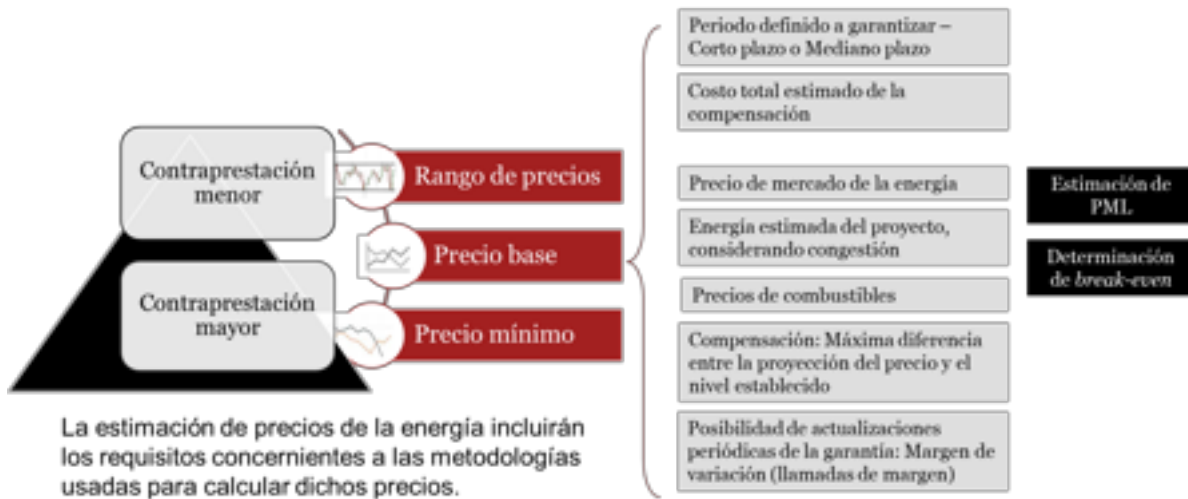 Contraprestación
menor
Contraprestación
mayor
Rango de precios
Precio base
Precio mínimo
Periodo definido a garantizar –
Corto plazo o Mediano plazo
Costo total estimado de la
compensación
Precio de mercado de la energía
Energía estimada del proyecto,
considerando congestión
Precios de combustibles
Compensación: Máxima diferencia
entre la proyección del precio y el
nivel establecido
Posibilidad de actualizaciones
periódicas de la garantía: Margen de
variación (llamadas de margen)
Estimación de
PML
Determinación
de break-even
La estimación de precios de la energía incluirán
los requisitos concernientes a las metodologías
usadas para calcular dichos precios.